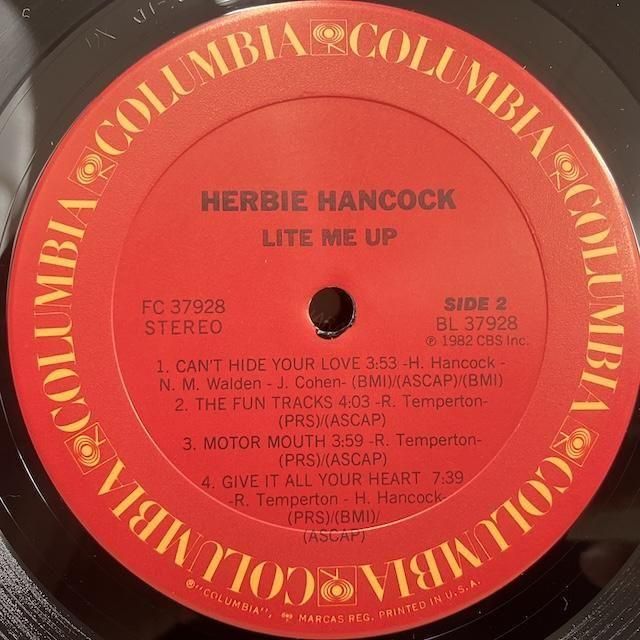 COLUMBIA COLUMBIA COLUMBIA COLUMBIA COLUMBIA COLUMBIA
HERBIE HANCOCK
LITE ME UP
FC 37928
STEREO
SIDE 2
BL 37928
℗ 1982 CBS Inc.
1. CAN'T HIDE YOUR LOVE 3:53 -H. Hancock -
N. M. Walden - J. Cohen- (BMI)/(ASCAP)/(BMI)
2. THE FUN TRACKS 4:03 -R. Temperton-
(PRS)/(ASCAP)
3. MOTOR MOUTH 3:59 -R. Temperton-
(PRS)/(ASCAP)
4. GIVE IT ALL YOUR HEART 7:39
-R. Temperton - H. Hancock-
(PRS)/(BMI)/
(ASCAP)
®"COLUMBIA", MARCAS REG. PRINTED IN U.S.A.